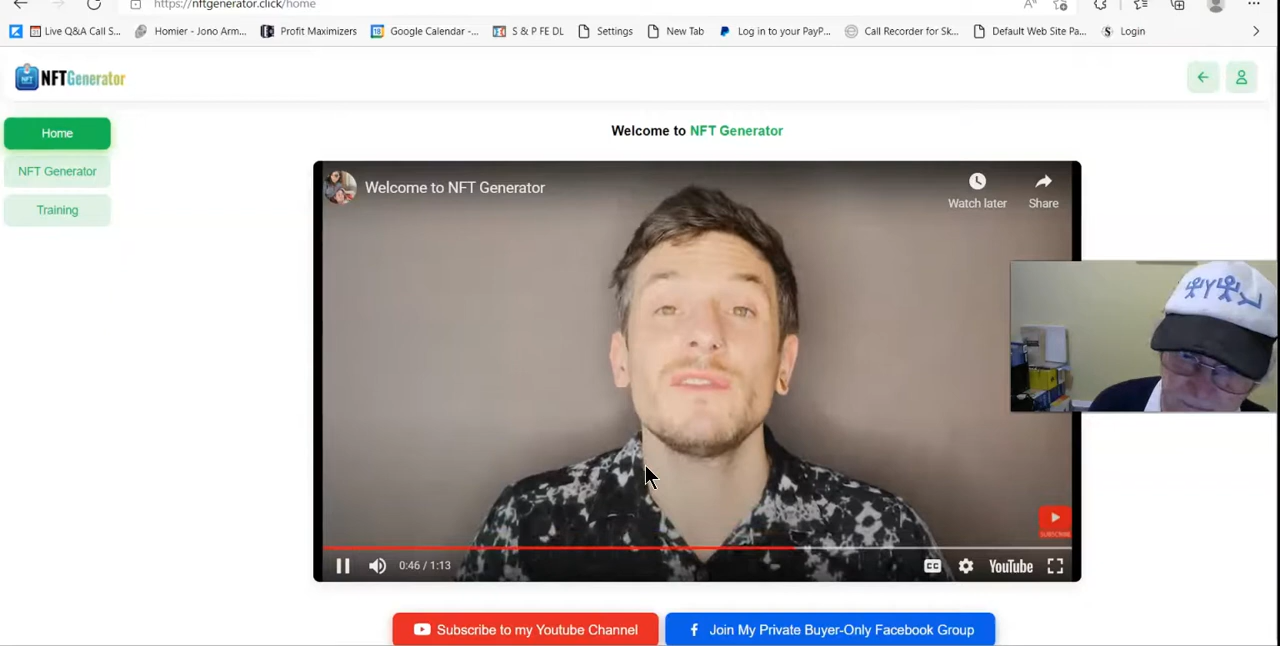 https://nftgenerator.click/home
Live Q&A Call S...
Homier - Jono Arm...
Profit Maximizers
Google Calendar -...
S & P FE DL
Settings
New Tab
Log in to your PayP...
Call Recorder for Sk...
Default Web Site Pa...
Login
NFTGenerator
Home
NFT Generator
Training
Welcome to NFT Generator
Welcome to NFT Generator
Watch later
Share
SUBSCRIBE
0:46 / 1:13
CC
YouTube
Subscribe to my Youtube Channel
Join My Private Buyer-Only Facebook Group